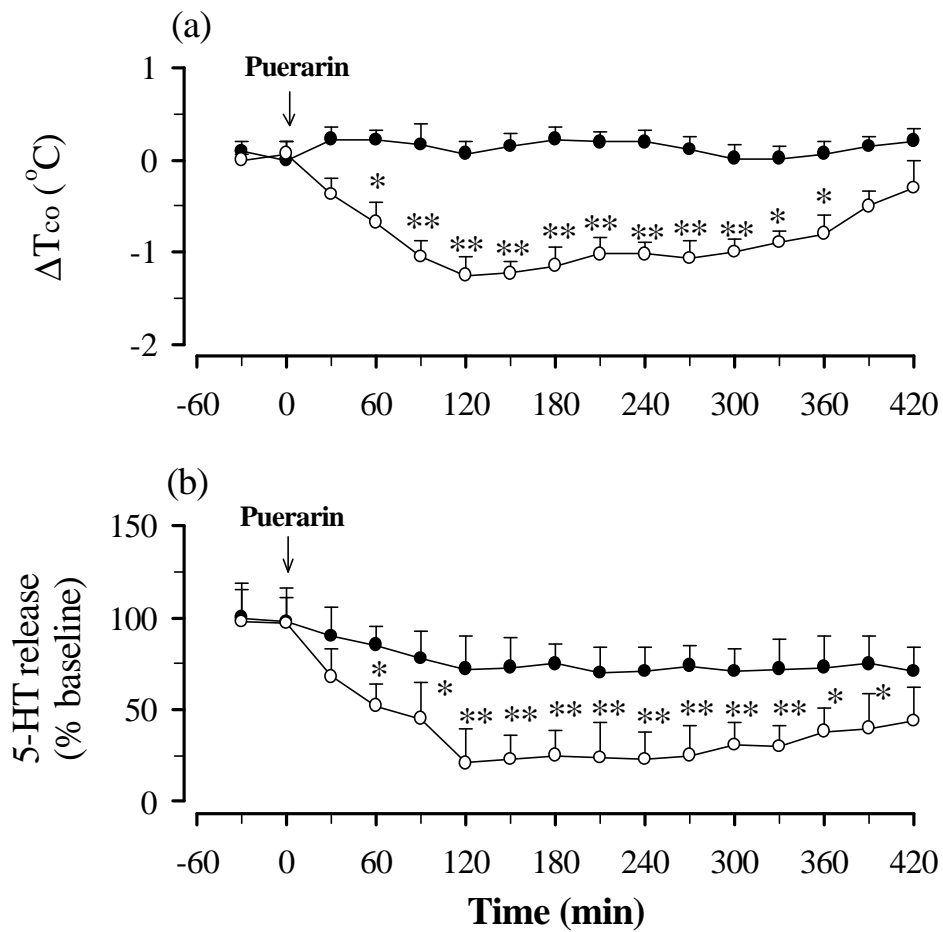 (a)
Puerarin
1
0
-1
-2
ΔTco (°C)
* ** ** ** ** ** ** ** ** * *
-60 0 60 120 180 240 300 360 420
(b)
Puerarin
150
100
50
0
5-HT release
(% baseline)
* * ** ** ** ** ** ** ** ** * *
-60 0 60 120 180 240 300 360 420
Time (min)